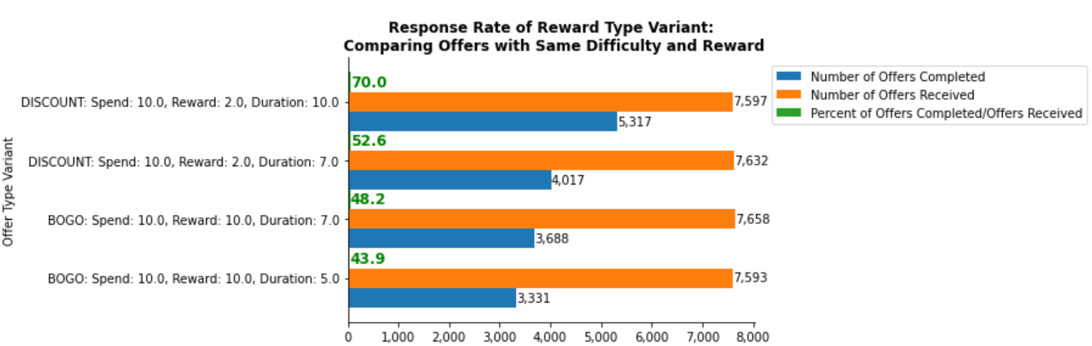 Response Rate of Reward Type Variant:
Comparing Offers with Same Difficulty and Reward
Number of Offers Completed
Number of Offers Received
Percent of Offers Completed/Offers Received
Offer Type Variant
70.0
DISCOUNT: Spend: 10.0, Reward: 2.0, Duration: 10.0
7,597
5,317
52.6
DISCOUNT: Spend: 10.0, Reward: 2.0, Duration: 7.0
7,632
4,017
48.2
BOGO: Spend: 10.0, Reward: 10.0, Duration: 7.0
7,658
3,688
43.9
BOGO: Spend: 10.0, Reward: 10.0, Duration: 5.0
7,593
3,331
0 1,000 2,000 3,000 4,000 5,000 6,000 7,000 8,000